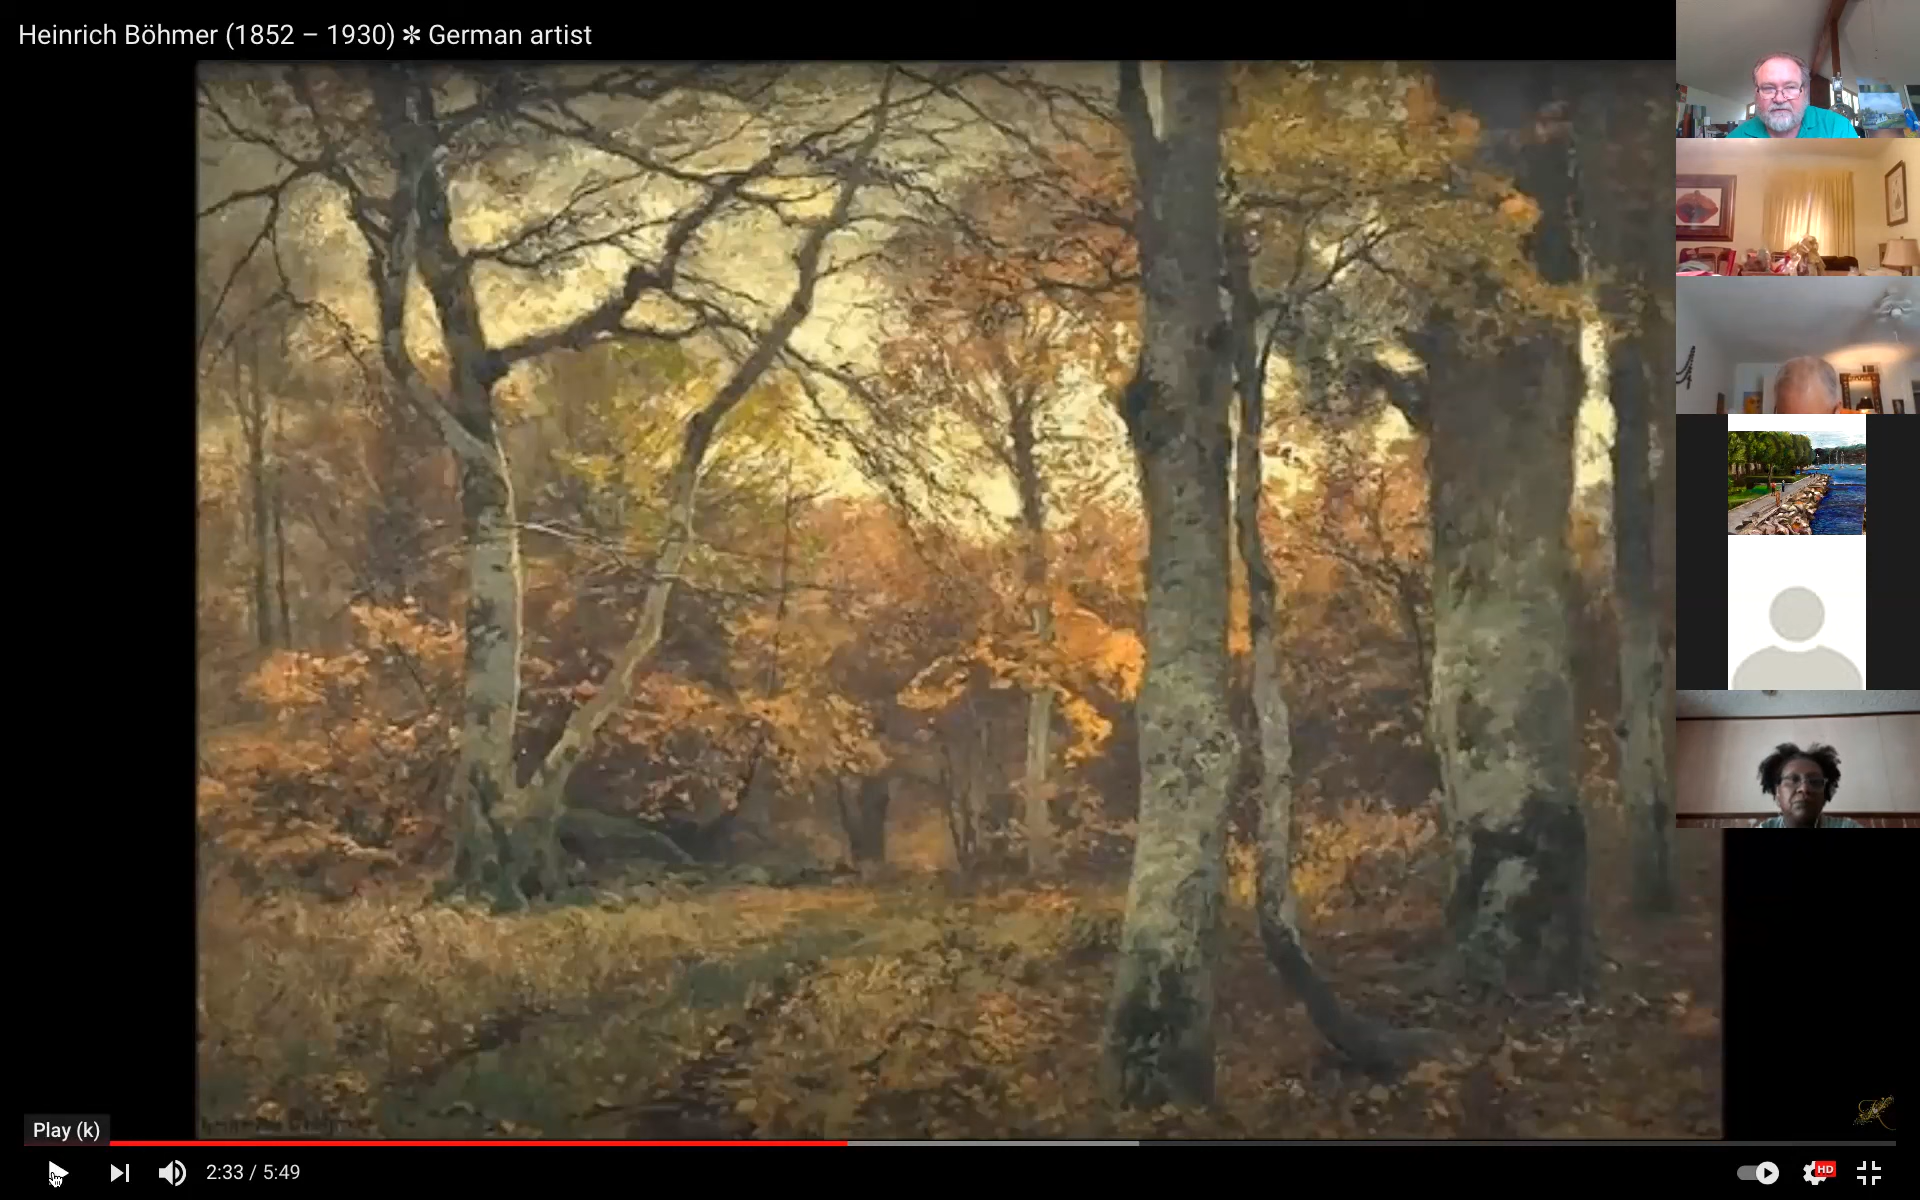 Heinrich Böhmer (1852 – 1930) ✻ German artist
Play (k)
2:33 / 5:49
HD